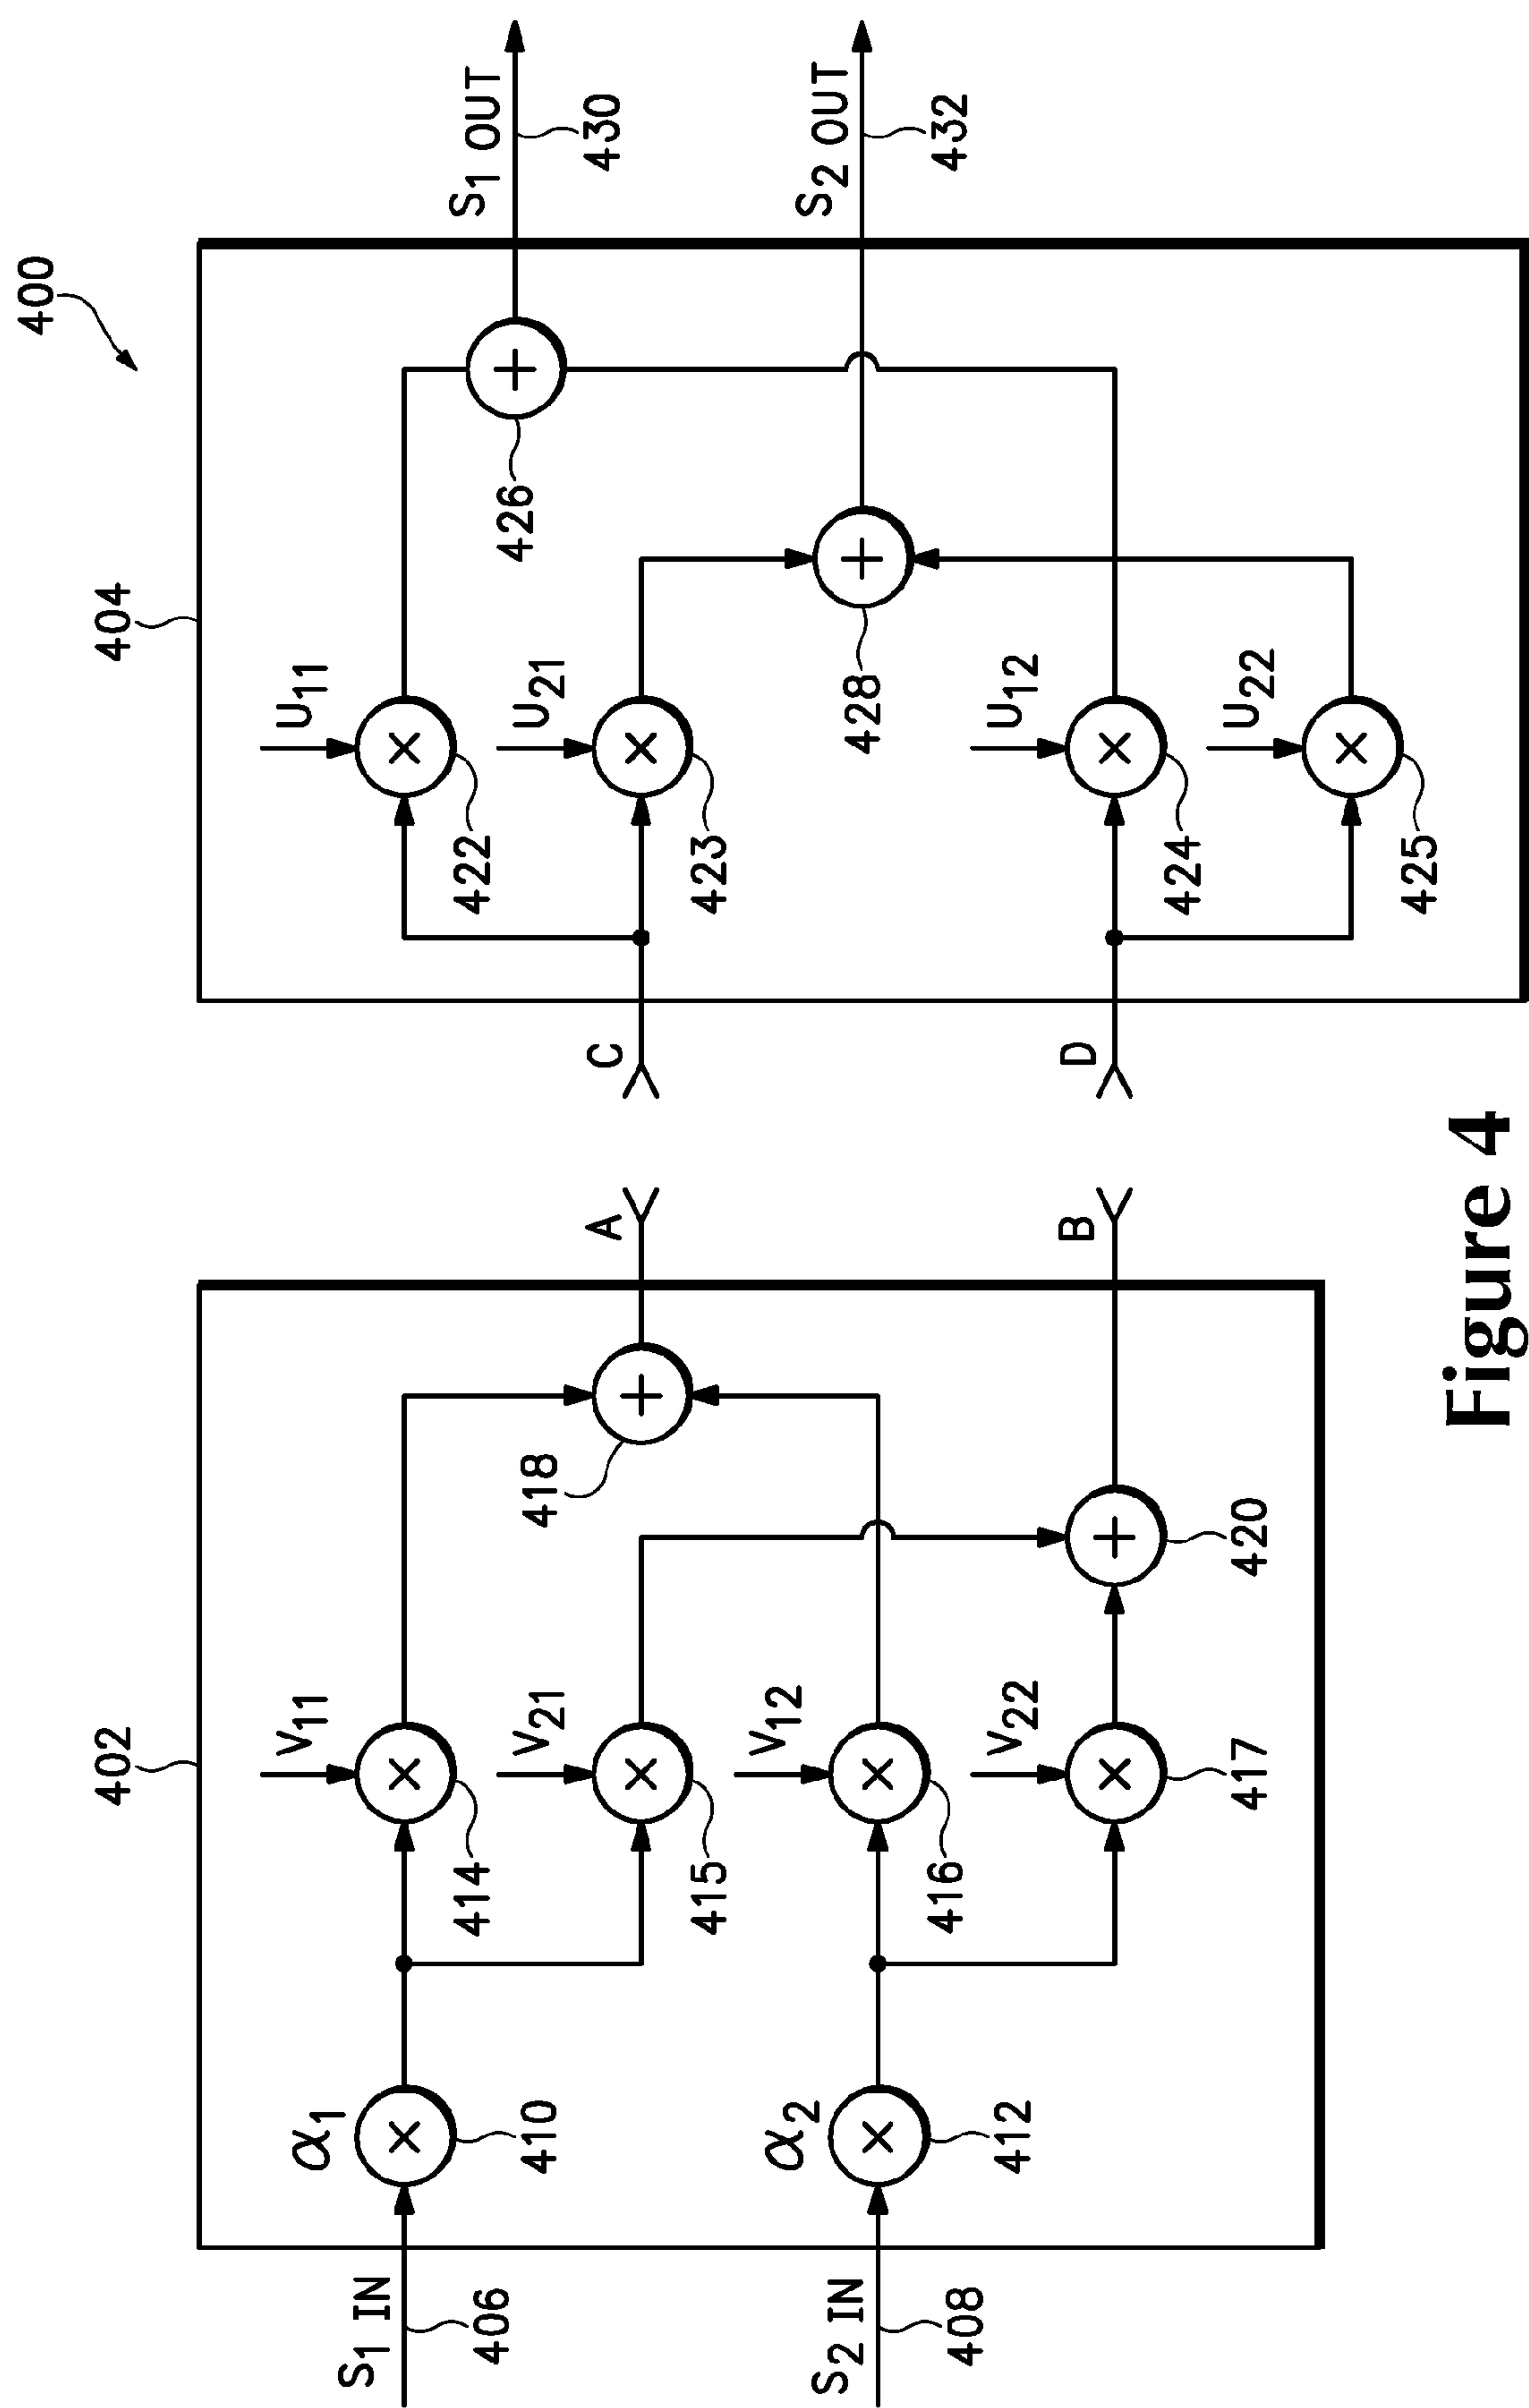 400
402
404
S1 IN
406
α1
410
V11
414
V21
415
418
A
S2 IN
408
α2
412
V12
416
V22
417
420
B
C
U11
422
U21
423
426
S1 OUT
430
428
S2 OUT
432
D
U12
424
U22
425
Figure 4